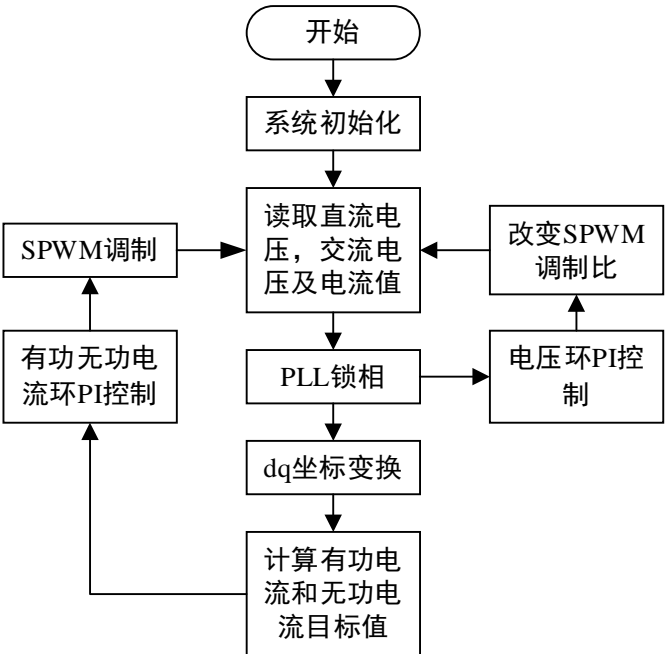 开始
系统初始化
读取直流电
压，交流电
压及电流值
SPWM调制
改变SPWM
调制比
有功无功电
流环PI控制
PLL锁相
电压环PI控
制
dq坐标变换
计算有功电
流和无功电
流目标值